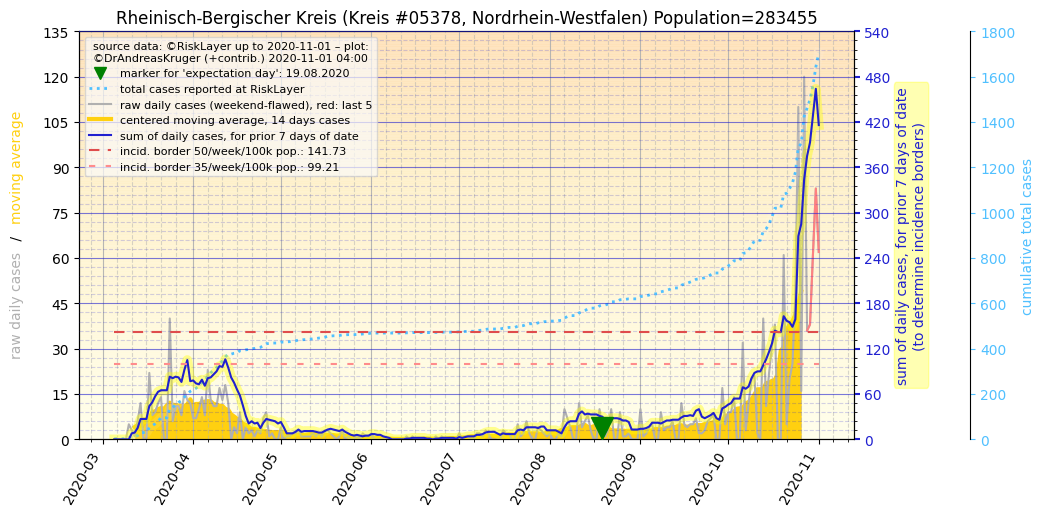 Rheinisch-Bergischer Kreis (Kreis #05378, Nordrhein-Westfalen) Population=283455
source data: ©RiskLayer up to 2020-11-01 – plot:
©DrAndreasKruger (+contrib.) 2020-11-01 04:00
marker for 'expectation day': 19.08.2020
total cases reported at RiskLayer
raw daily cases (weekend-flawed), red: last 5
centered moving average, 14 days cases
sum of daily cases, for prior 7 days of date
incid. border 50/week/100k pop.: 141.73
incid. border 35/week/100k pop.: 99.21
raw daily cases / moving average
135
120
105
90
75
60
45
30
15
0
540
480
420
360
300
240
180
120
60
0
sum of daily cases, for prior 7 days of date
(to determine incidence borders)
1800
1600
1400
1200
1000
800
600
400
200
0
cumulative total cases
2020-03
2020-04
2020-05
2020-06
2020-07
2020-08
2020-09
2020-10
2020-11